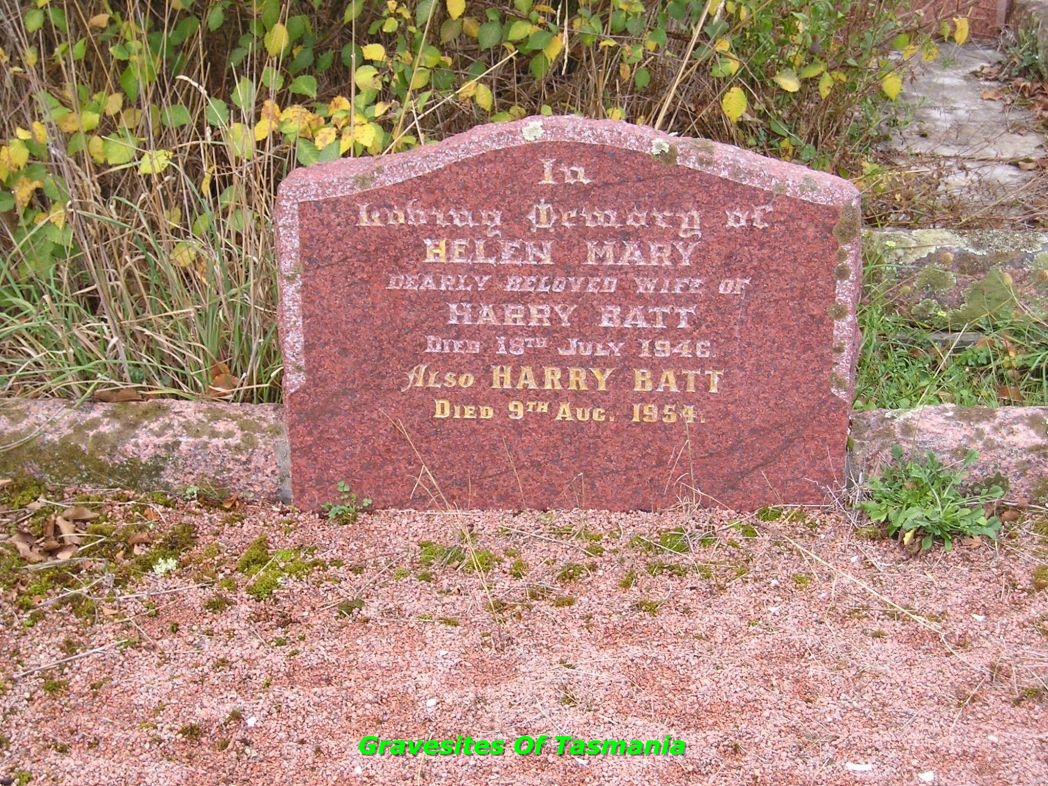 In
Loving Memory of
HELEN MARY
DEARLY BELOVED WIFE OF
HARRY BATT
DIED 18TH JULY 1946.
ALSO HARRY BATT
DIED 9TH AUG. 1954.
Gravesites Of Tasmania